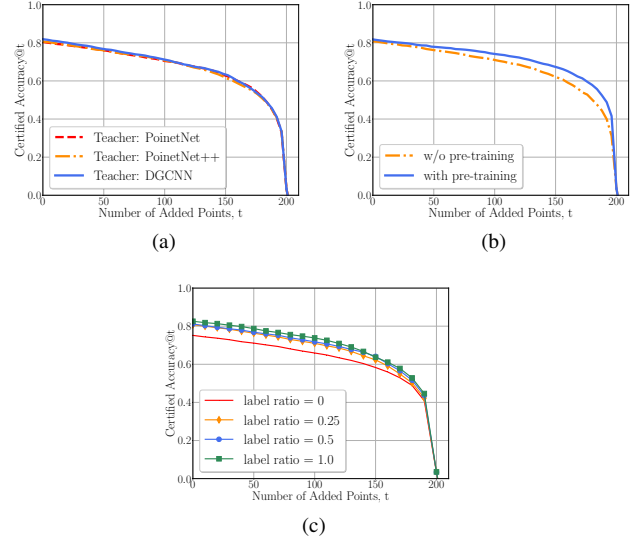 1.0
0.8
0.6
0.4
0.2
0.0
Certified Accuracy@t
Teacher: PoinetNet
Teacher: PoinetNet++
Teacher: DGCNN
0 50 100 150 200
Number of Added Points, t
(a)
1.0
0.8
0.6
0.4
0.2
0.0
Certified Accuracy@t
w/o pre-training
with pre-training
0 50 100 150 200
Number of Added Points, t
(b)
1.0
0.8
0.6
0.4
0.2
0.0
Certified Accuracy@t
label ratio = 0
label ratio = 0.25
label ratio = 0.5
label ratio = 1.0
0 50 100 150 200
Number of Added Points, t
(c)